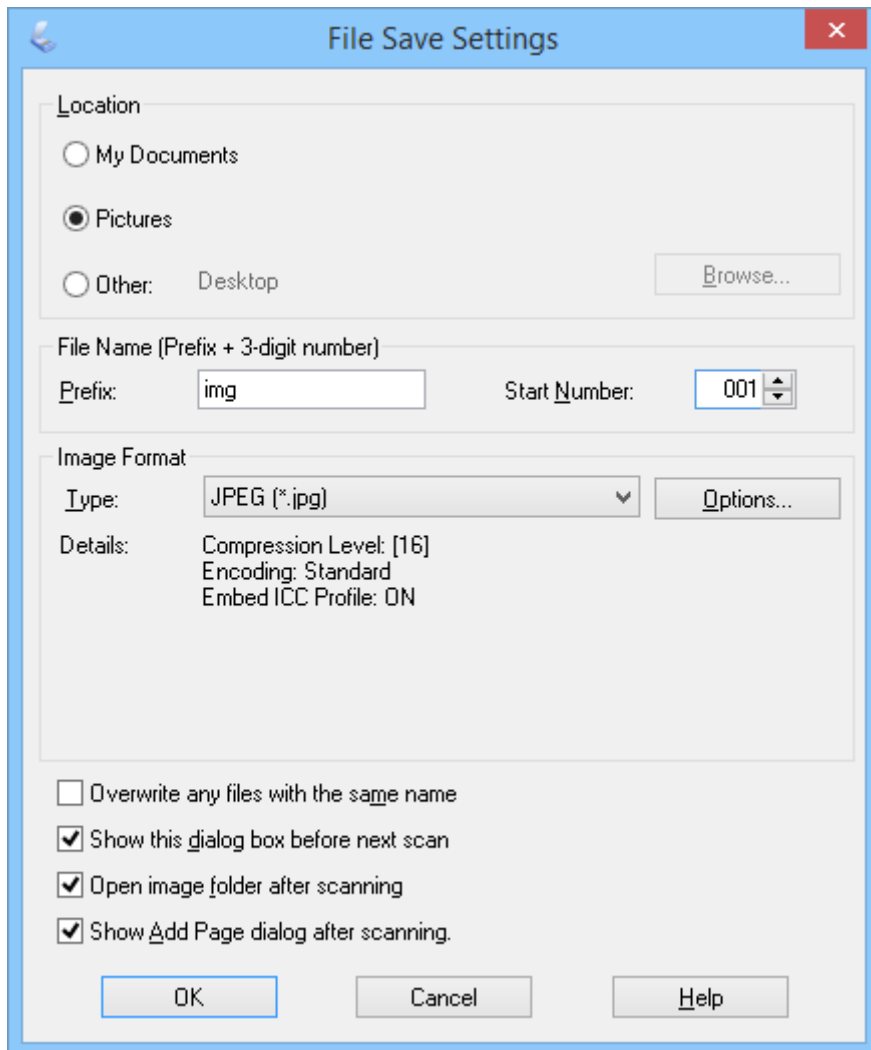 File Save Settings
Location
My Documents
Pictures
Other: Desktop Browse...
File Name (Prefix + 3-digit number)
Prefix: img Start Number: 001
Image Format
Type: JPEG (*.jpg) Options...
Details: Compression Level: [16]
Encoding: Standard
Embed ICC Profile: ON
Overwrite any files with the same name
Show this dialog box before next scan
Open image folder after scanning
Show Add Page dialog after scanning.
OK Cancel Help